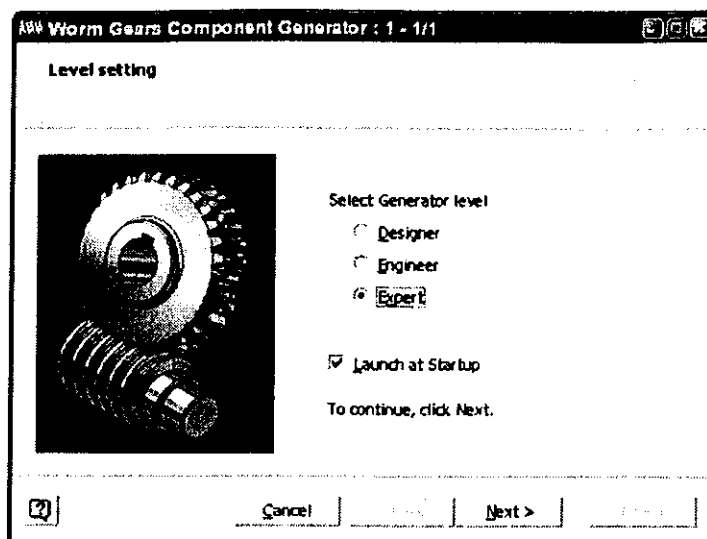 Worm Gears Component Generator : 1 - 1/1
Level setting
Select Generator level
Designer
Engineer
Expert
Launch at Startup
To continue, click Next.
Cancel
Next >